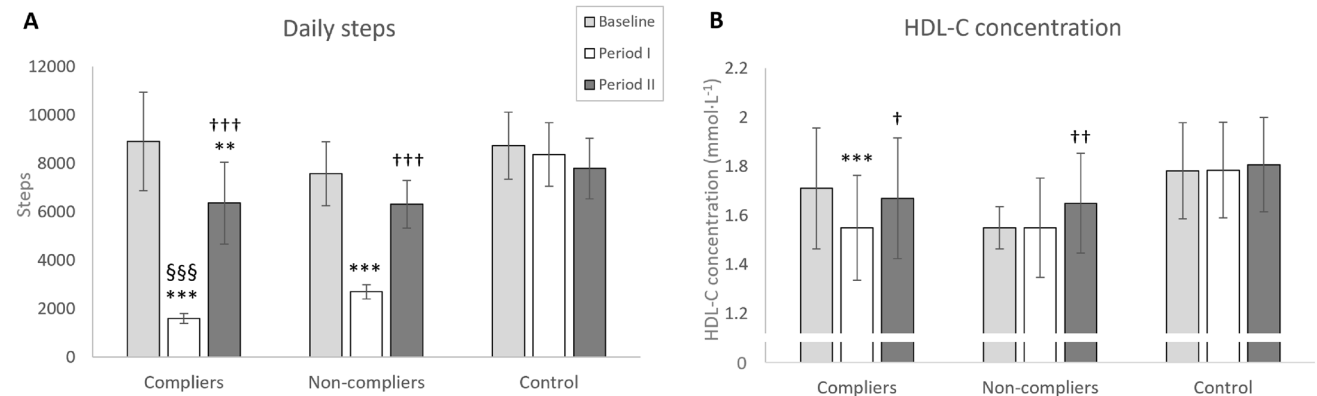 A
Daily steps
Baseline
Period I
Period II
12000
10000
8000
6000
4000
2000
0
Steps
§§§
***
†††
**
***
†††
Compliers
Non-compliers
Control
B
HDL-C concentration
2.2
2
1.8
1.6
1.4
1.2
0
HDL-C concentration (mmol·L⁻¹)
***
†
††
Compliers
Non-compliers
Control